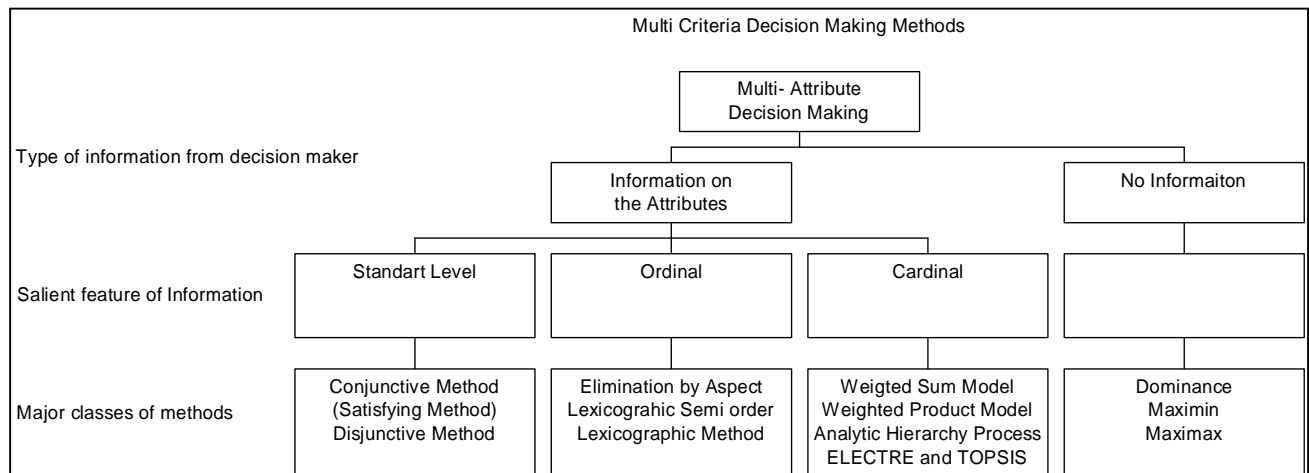 Multi Criteria Decision Making Methods
Multi- Attribute
Decision Making
Type of information from decision maker
Information on
the Attributes
No Informaiton
Salient feature of Information
Standart Level
Ordinal
Cardinal
Major classes of methods
Conjunctive Method
(Satisfying Method)
Disjunctive Method
Elimination by Aspect
Lexicograhic Semi order
Lexicographic Method
Weigted Sum Model
Weighted Product Model
Analytic Hierarchy Process
ELECTRE and TOPSIS
Dominance
Maximin
Maximax